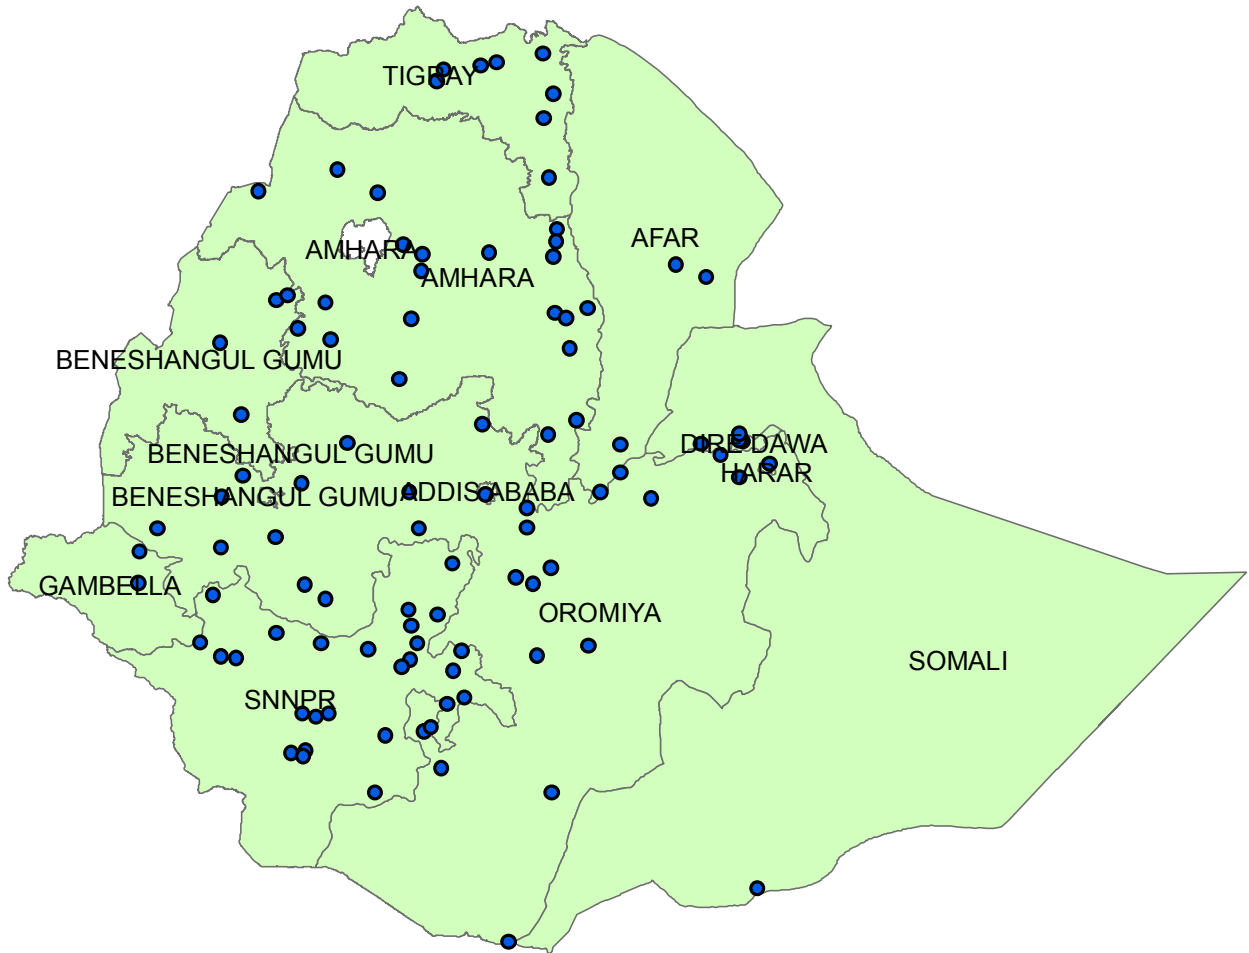 TIGRAY
AFAR
AMHARA
AMHARA
BENESHANGUL GUMU
DIRE DAWA
BENESHANGUL GUMU
HARAR
ADDIS ABABA
BENESHANGUL GUMU
GAMBELLA
OROMIYA
SOMALI
SNNPR